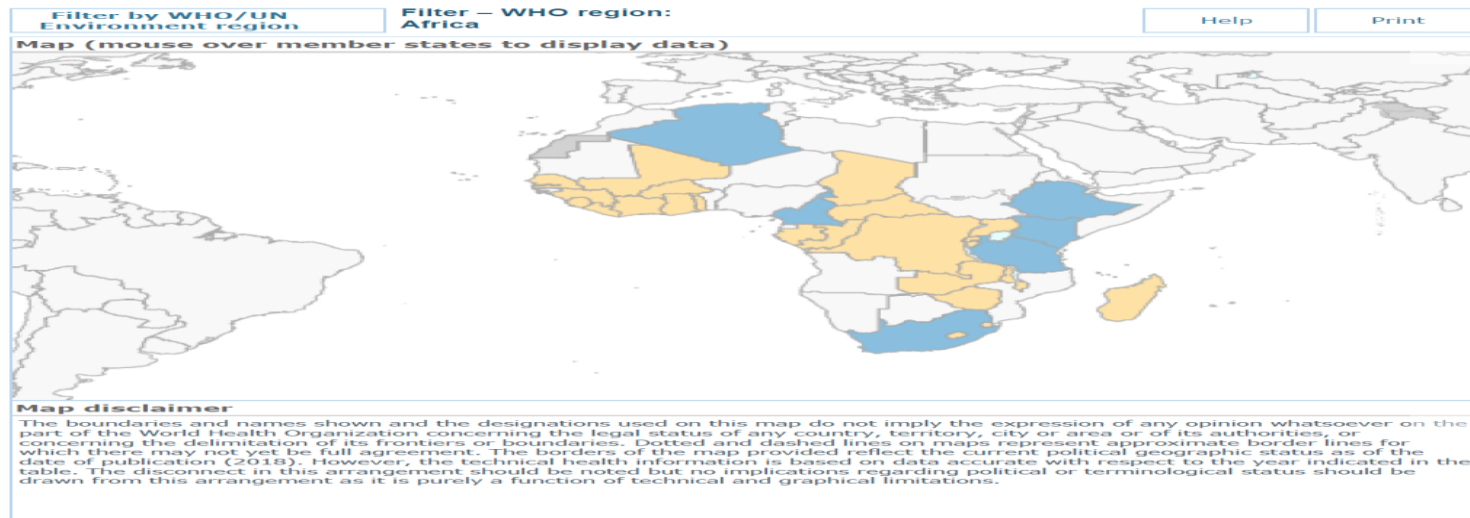 Filter by WHO/UN
Environment region
Filter – WHO region:
Africa
Help
Print
Map (mouse over member states to display data)
Map disclaimer
The boundaries and names shown and the designations used on this map do not imply the expression of any opinion whatsoever on the
part of the World Health Organization concerning the legal status of any country, territory, city or area or of its authorities, or
concerning the delimitation of its frontiers or boundaries. Dotted and dashed lines on maps represent approximate border lines for
which there may not yet be full agreement. The borders of the map provided reflect the current political geographic status as of the
date of publication (2018). However, the technical health information is based on data accurate with respect to the year indicated in the
table. The disconnect in this arrangement should be noted but no implications regarding political or terminological status should be
drawn from this arrangement as it is purely a function of technical and graphical limitations.